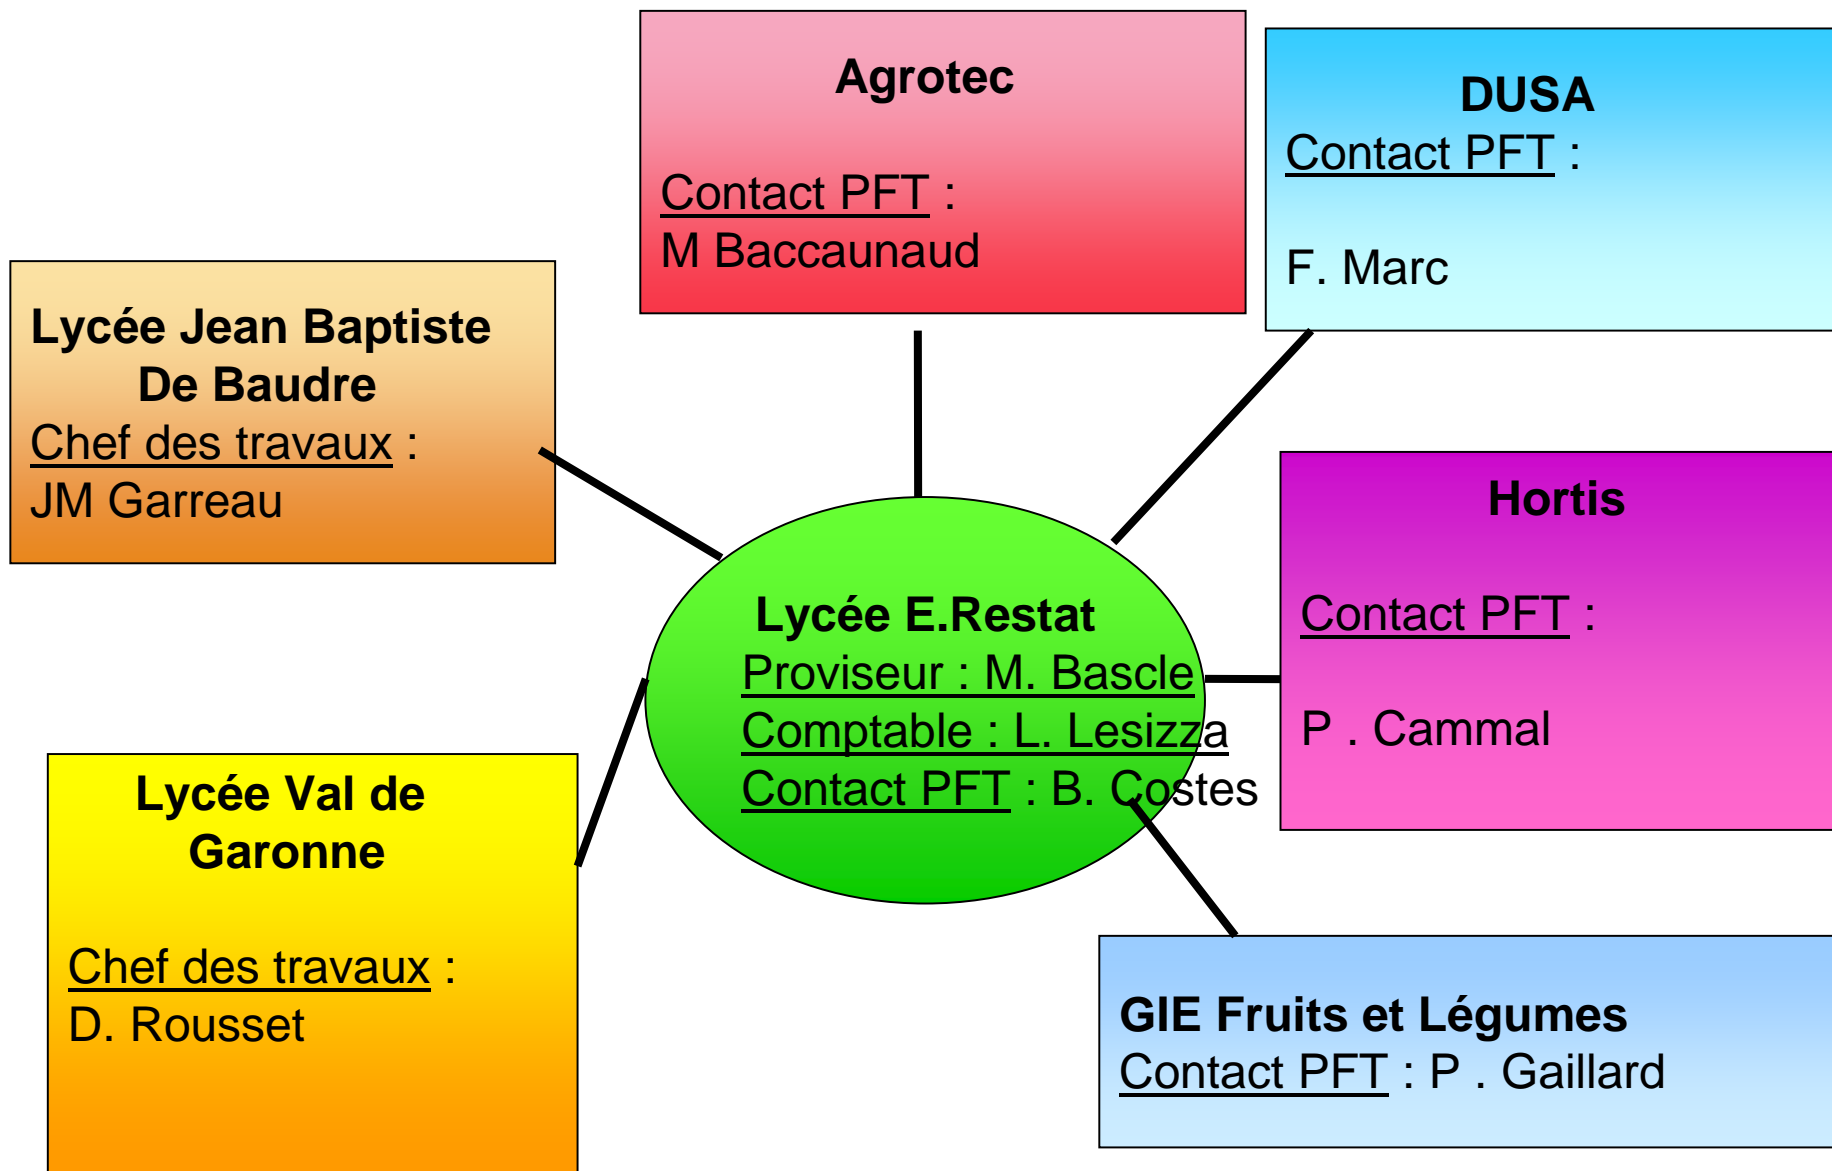 Agrotec
Contact PFT :
M Baccaunaud
DUSA
Contact PFT :
F. Marc
Lycée Jean Baptiste
De Baudre
Chef des travaux :
JM Garreau
Hortis
Contact PFT :
P . Cammal
Lycée E.Restat
Proviseur : M. Bascle
Comptable : L. Lesizza
Contact PFT : B. Costes
Lycée Val de
Garonne
Chef des travaux :
D. Rousset
GIE Fruits et Légumes
Contact PFT : P . Gaillard